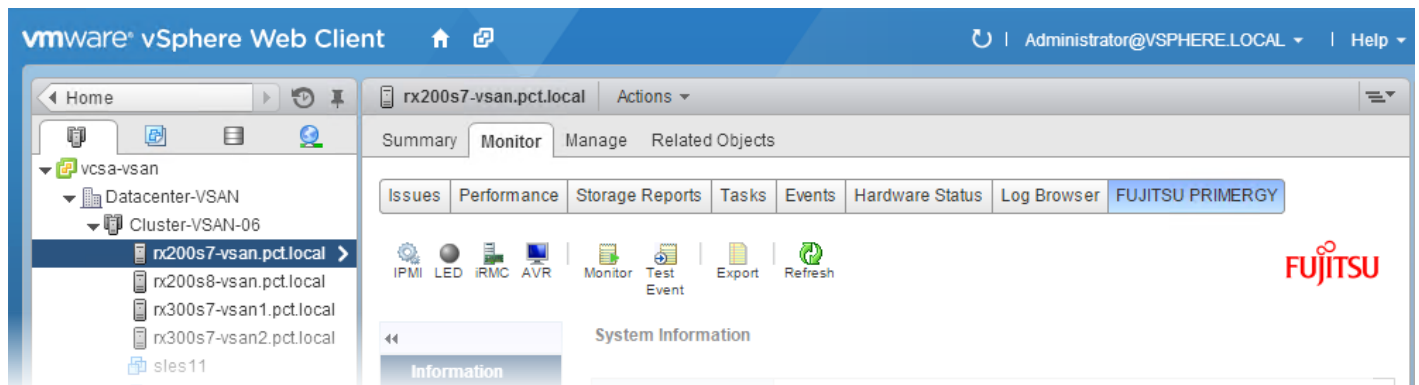 vmware® vSphere Web Client
Administrator@VSPHERE.LOCAL
Help
Home
rx200s7-vsan.pct.local
Actions
Summary
Monitor
Manage
Related Objects
vcsa-vsan
Datacenter-VSAN
Cluster-VSAN-06
rx200s7-vsan.pct.local
rx200s8-vsan.pct.local
rx300s7-vsan1.pct.local
rx300s7-vsan2.pct.local
sles11
Issues
Performance
Storage Reports
Tasks
Events
Hardware Status
Log Browser
FUJITSU PRIMERGY
IPMI
LED
iRMC
AVR
Monitor
Test
Event
Export
Refresh
FUJITSU
System Information
Information